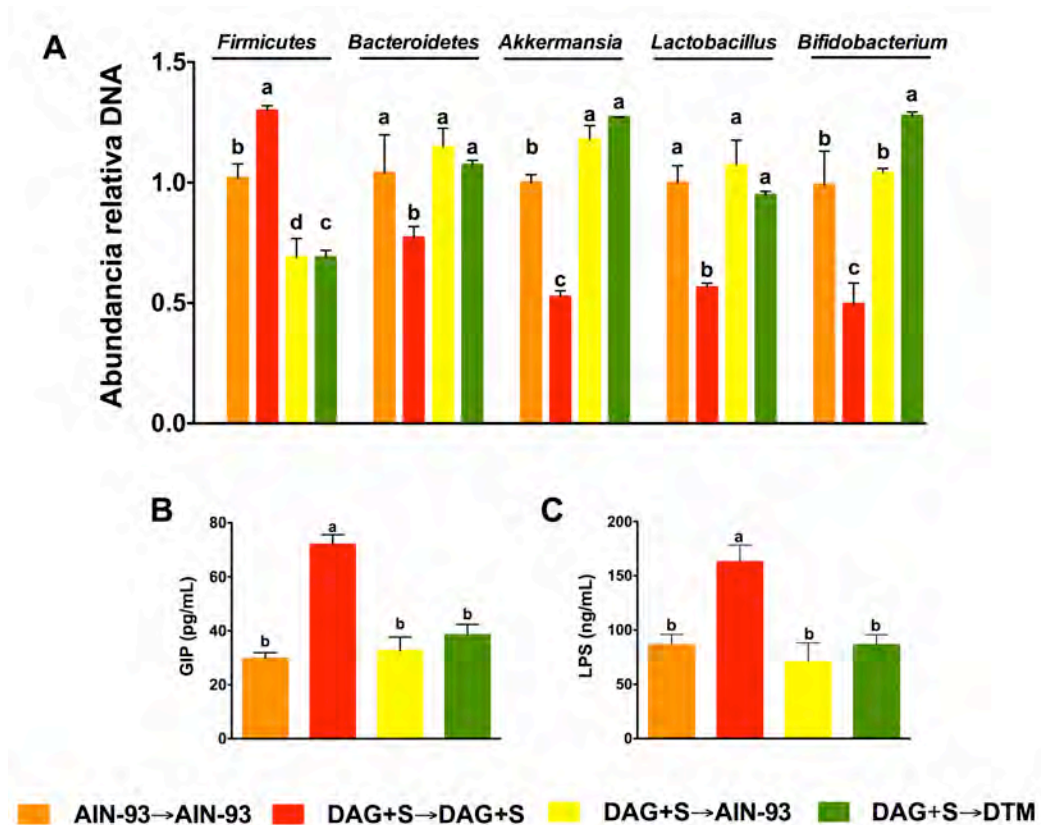 A
Firmicutes Bacteroidetes Akkermansia Lactobacillus Bifidobacterium
Abundancia relativa DNA
1.5
1.0
0.5
0.0
b a d c
a b a a
b c a a
a b a a
b c b a
B
GIP (pg/mL)
80
60
40
20
0
b a b b
C
LPS (ng/mL)
200
150
100
50
0
b a b b
AIN-93→AIN-93 DAG+S→DAG+S DAG+S→AIN-93 DAG+S→DTM